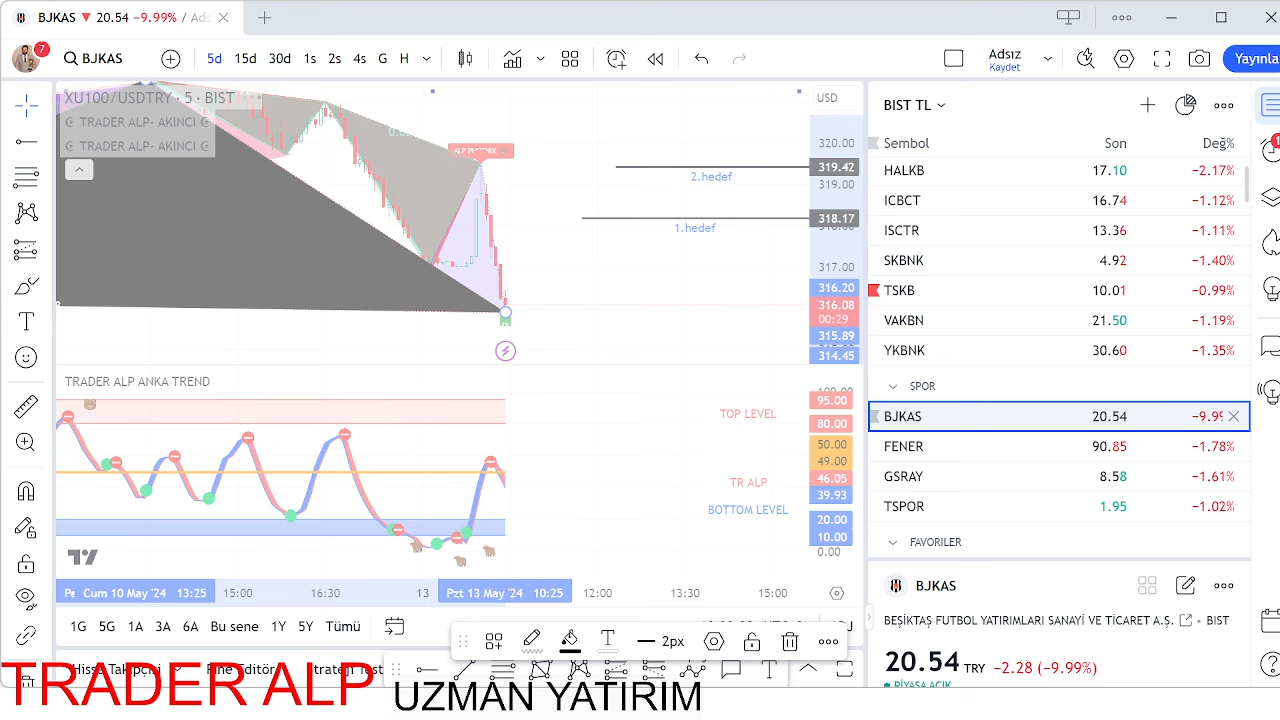 BJKAS ▼ 20.54 −9.99% / Ads
7
BJKAS
5d 15d 30d 1s 2s 4s G H
Adsız
Kaydet
Yayınla
XU100/USDTRY · 5 · BIST
TRADER ALP- AKINCI
TRADER ALP- AKINCI
ALP PHOENIX
2.hedef
1.hedef
USD
320.00
319.42
319.00
318.17
317.00
316.20
316.08
00:29
315.89
314.45
TRADER ALP ANKA TREND
TOP LEVEL
TR ALP
BOTTOM LEVEL
100.00
95.00
80.00
50.00
49.00
46.05
39.93
20.00
10.00
0.00
Cum 10 May '24 13:25 15:00 16:30 13 Pzt 13 May '24 10:25 12:00 13:30 15:00
1G 5G 1A 3A 6A Bu sene 1Y 5Y Tümü
2px
BIST TL
Sembol Son Değ%
HALKB 17.10 −2.17%
ICBCT 16.74 −1.12%
ISCTR 13.36 −1.11%
SKBNK 4.92 −1.40%
TSKB 10.01 −0.99%
VAKBN 21.50 −1.19%
YKBNK 30.60 −1.35%
SPOR
BJKAS 20.54 −9.99
FENER 90.85 −1.78%
GSRAY 8.58 −1.61%
TSPOR 1.95 −1.02%
FAVORILER
BJKAS
BEŞİKTAŞ FUTBOL YATIRIMLARI SANAYİ VE TİCARET A.Ş. • BIST
20.54 TRY −2.28 (−9.99%)
PİYASA AÇIK
TRADER ALP
UZMAN YATIRIM